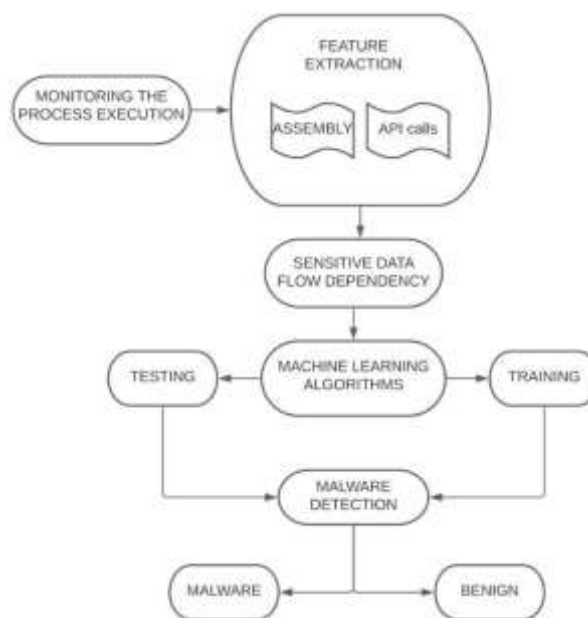 FEATURE
EXTRACTION
MONITORING THE
PROCESS EXECUTION
ASSEMBLY
API calls
SENSITIVE DATA
FLOW DEPENDENCY
MACHINE LEARNING
ALGORITHMS
TESTING
TRAINING
MALWARE
DETECTION
MALWARE
BENIGN